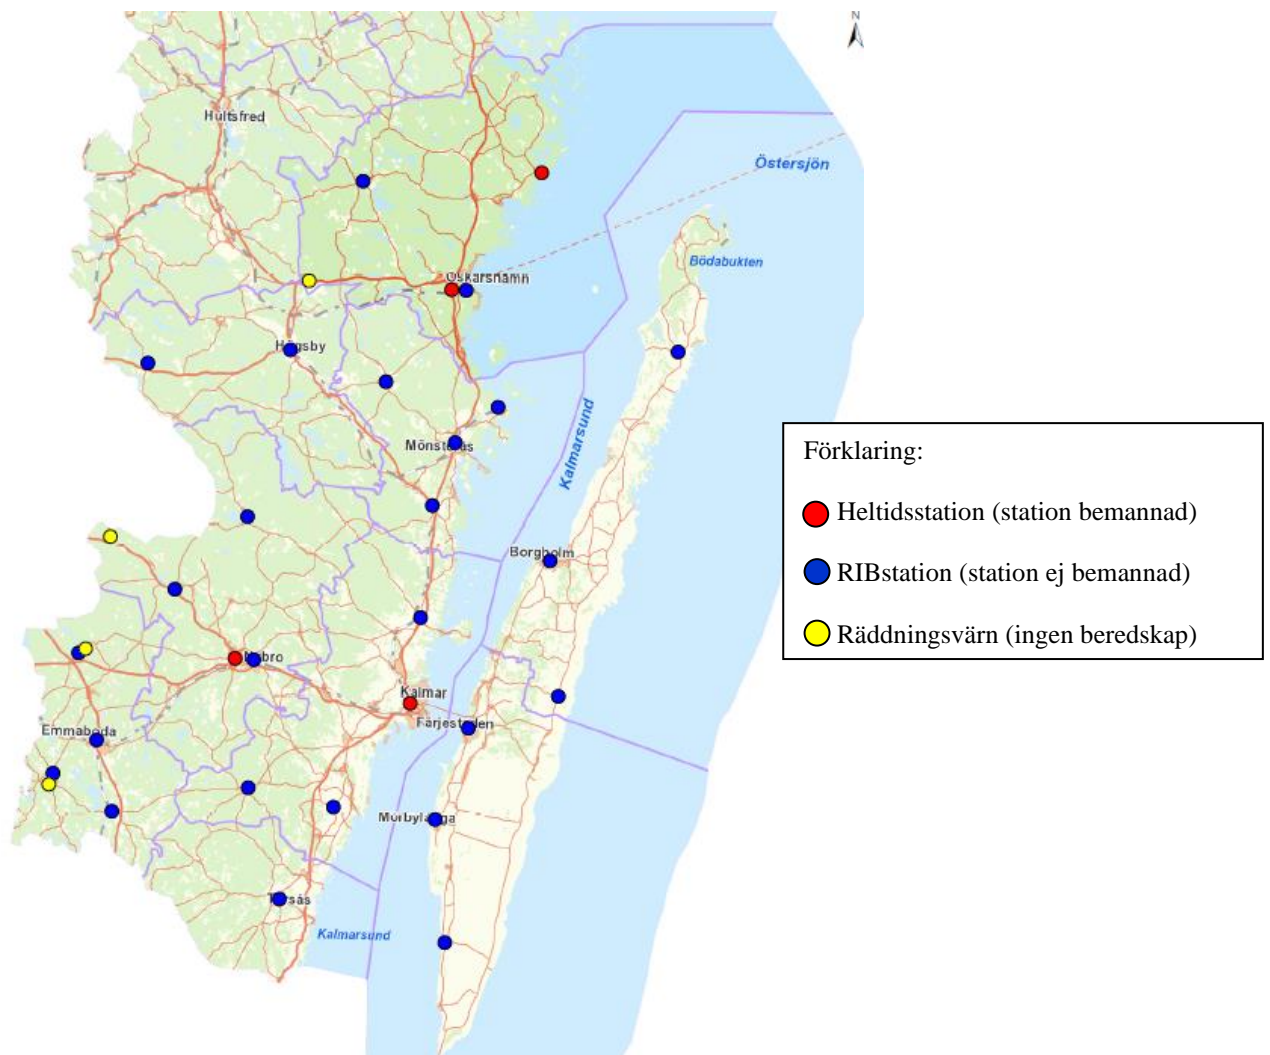 N
Hultsfred
Östersjön
Bödabukten
Oskarshamn
Högsby
Kalmarsund
Mönsterås
Borgholm
Nybro
Kalmar
Färjestaden
Emmaboda
Mörbylånga
Torsås
Kalmarsund
Förklaring:
Heltidsstation (station bemannad)
RIBstation (station ej bemannad)
Räddningsvärn (ingen beredskap)